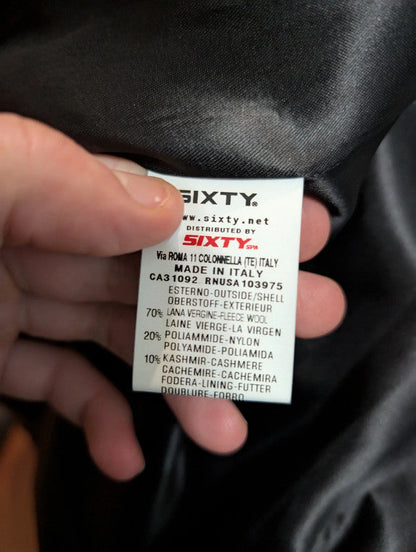 SIXTY®
www.sixty.net
DISTRIBUTED BY
SIXTY SPA
Via ROMA 11 COLONNELLA (TE) ITALY
MADE IN ITALY
CA31092 RNUSA103975
ESTERNO-OUTSIDE/SHELL
OBERSTOFF-EXTERIEUR
70% LANA VERGINE-FLEECE WOOL
LAINE VIERGE-LA VIRGEN
20% POLIAMMIDE-NYLON
POLYAMIDE-POLIAMIDA
10% KASHMIR-CASHMERE
CACHEMIRE-CACHEMIRA
FODERA-LINING-FUTTER
DOUBLURE-FORRO